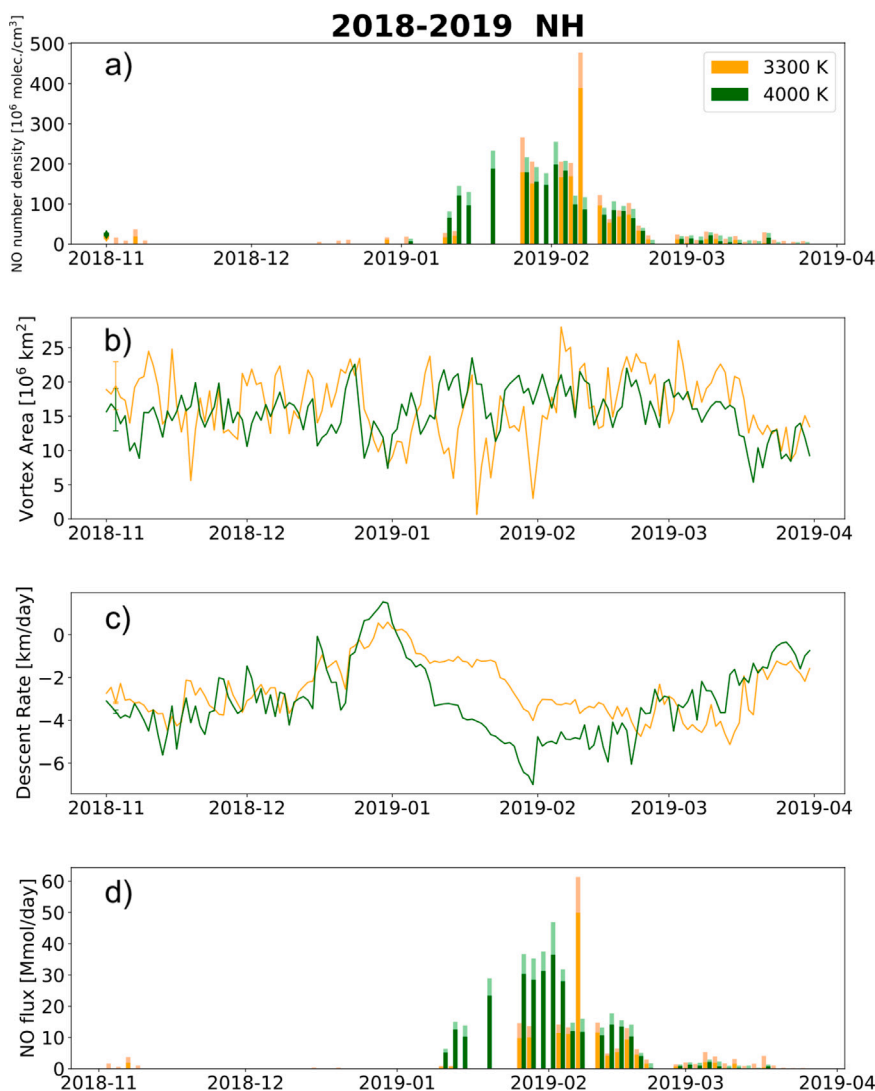 2018-2019 NH
a)
NO number density [10⁶ molec./cm³]
500
400
300
200
100
0
3300 K
4000 K
2018-11 2018-12 2019-01 2019-02 2019-03 2019-04
b)
Vortex Area [10⁶ km²]
25
20
15
10
5
0
2018-11 2018-12 2019-01 2019-02 2019-03 2019-04
c)
Descent Rate [km/day]
0
−2
−4
−6
2018-11 2018-12 2019-01 2019-02 2019-03 2019-04
d)
NO flux [Mmol/day]
60
50
40
30
20
10
0
2018-11 2018-12 2019-01 2019-02 2019-03 2019-04